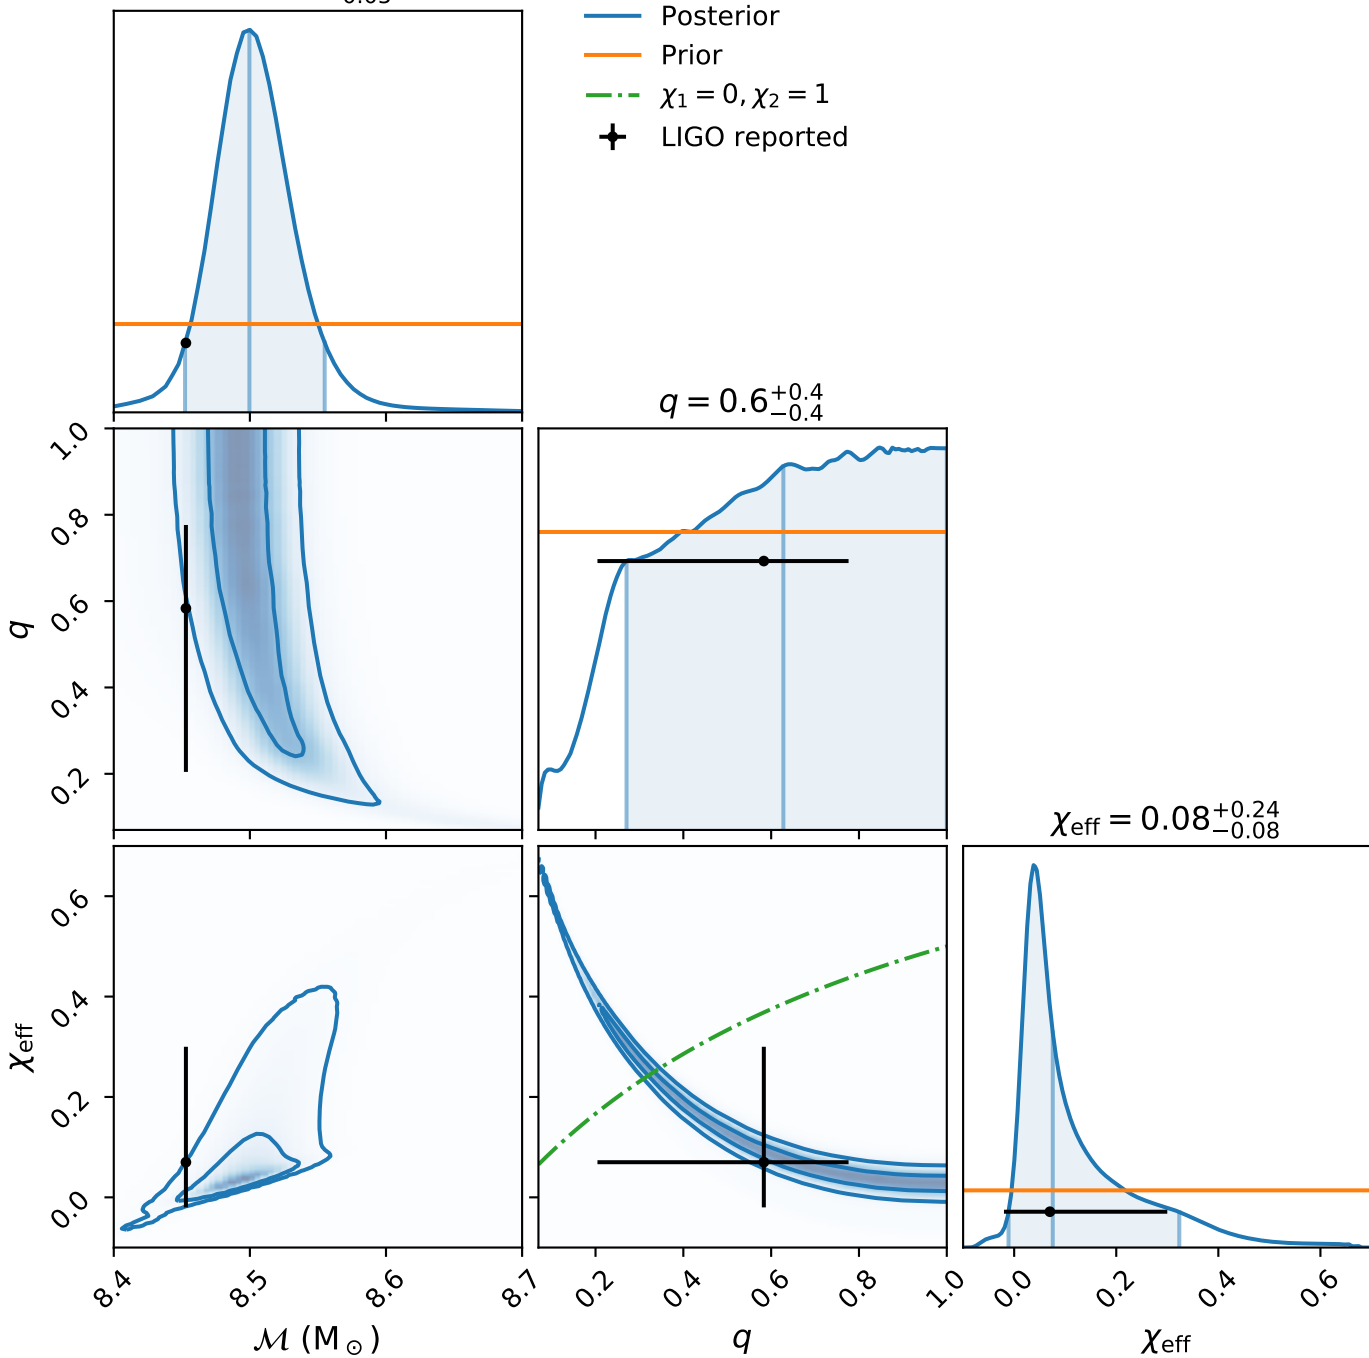 Posterior
Prior
χ₁ = 0, χ₂ = 1
LIGO reported
q = 0.6 +0.4 −0.4
χeff = 0.08 +0.24 −0.08
1.0
0.8
0.6
0.4
0.2
q
0.6
0.4
0.2
0.0
χeff
8.4 8.5 8.6 8.7
ℳ (M⊙)
0.2 0.4 0.6 0.8 1.0
q
0.0 0.2 0.4 0.6
χeff